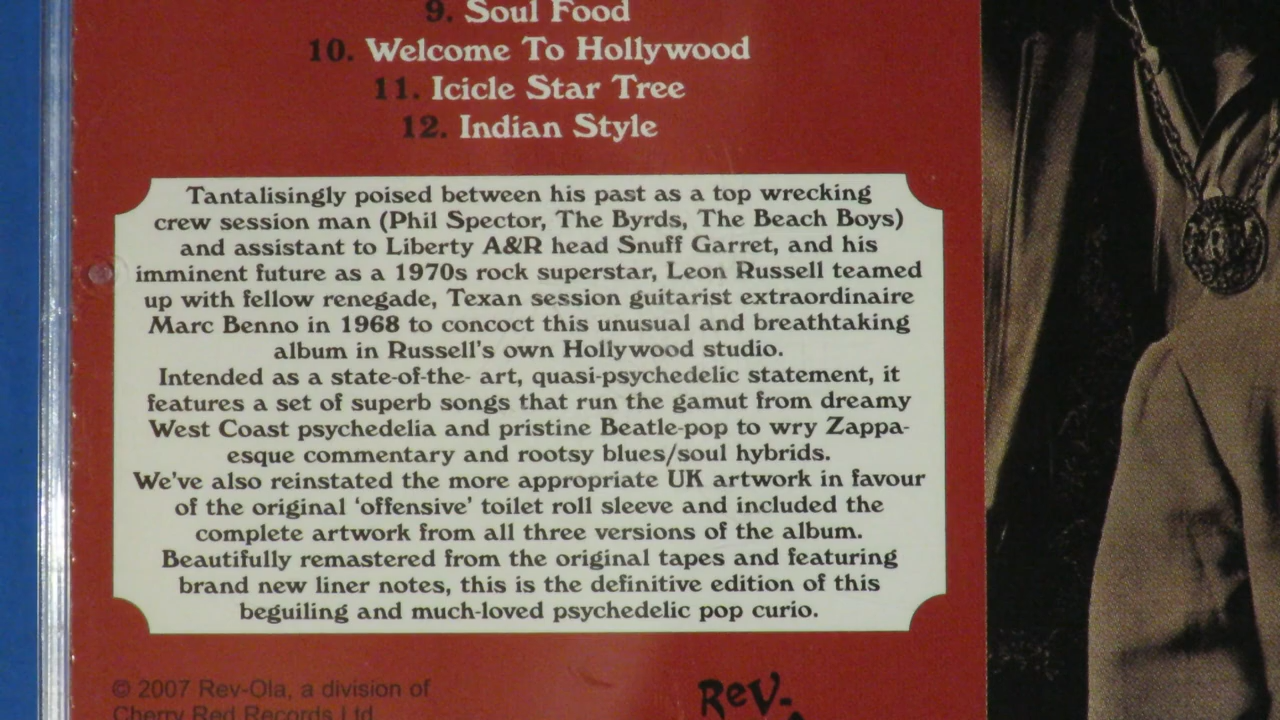 9. Soul Food
10. Welcome To Hollywood
11. Icicle Star Tree
12. Indian Style
Tantalisingly poised between his past as a top wrecking
crew session man (Phil Spector, The Byrds, The Beach Boys)
and assistant to Liberty A&R head Snuff Garret, and his
imminent future as a 1970s rock superstar, Leon Russell teamed
up with fellow renegade, Texan session guitarist extraordinaire
Marc Benno in 1968 to concoct this unusual and breathtaking
album in Russell's own Hollywood studio.
Intended as a state-of-the- art, quasi-psychedelic statement, it
features a set of superb songs that run the gamut from dreamy
West Coast psychedelia and pristine Beatle-pop to wry Zappa-
esque commentary and rootsy blues/soul hybrids.
We've also reinstated the more appropriate UK artwork in favour
of the original 'offensive' toilet roll sleeve and included the
complete artwork from all three versions of the album.
Beautifully remastered from the original tapes and featuring
brand new liner notes, this is the definitive edition of this
beguiling and much-loved psychedelic pop curio.
© 2007 Rev-Ola, a division of
Cherry Red Records Ltd
ReV-